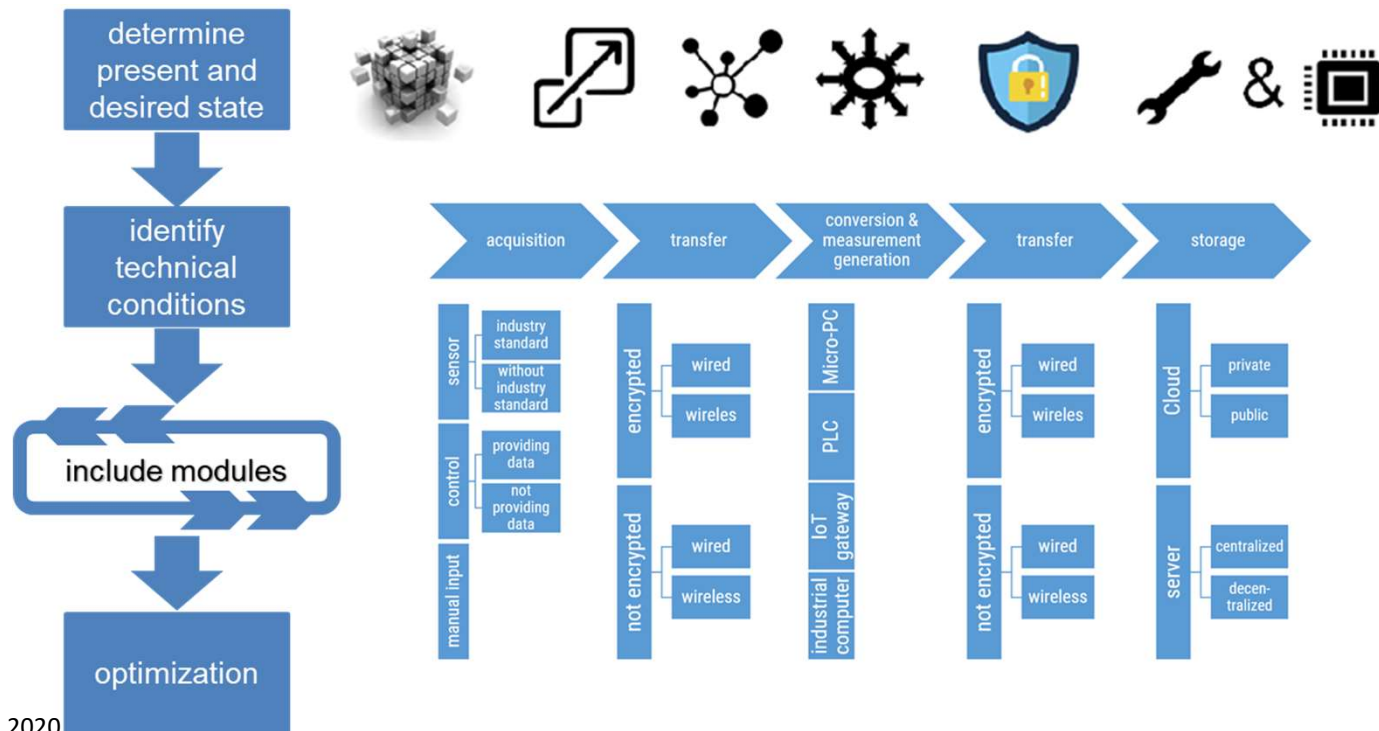 determine
present and
desired state
identify
technical
conditions
include modules
optimization
2020
&
acquisition
transfer
conversion &
measurement
generation
transfer
storage
sensor
industry
standard
without
industry
standard
control
providing
data
not
providing
data
manual input
encrypted
wired
wireles
not encrypted
wired
wireless
Micro-PC
PLC
IoT
gateway
industrial
computer
encrypted
wired
wireles
not encrypted
wired
wireless
Cloud
private
public
server
centralized
decen-
tralized